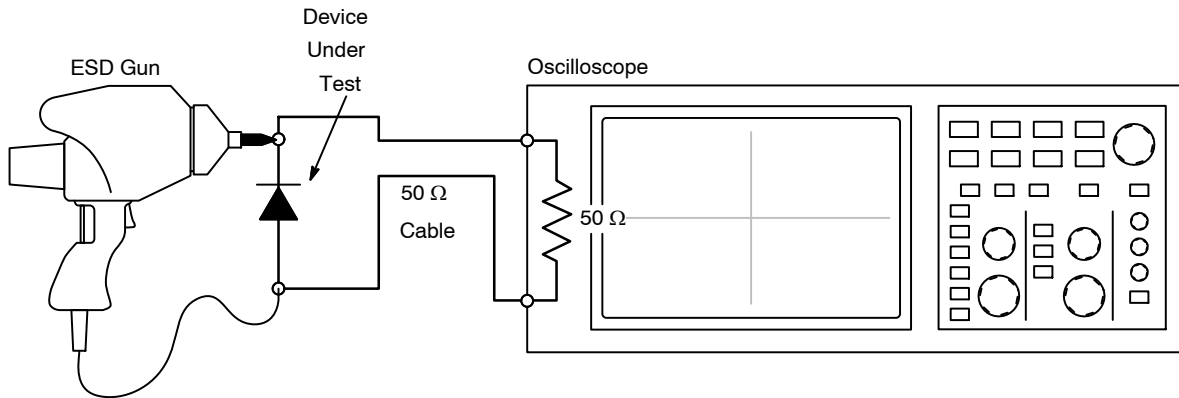 Device
Under
Test
ESD Gun
Oscilloscope
50 Ω
Cable
50 Ω